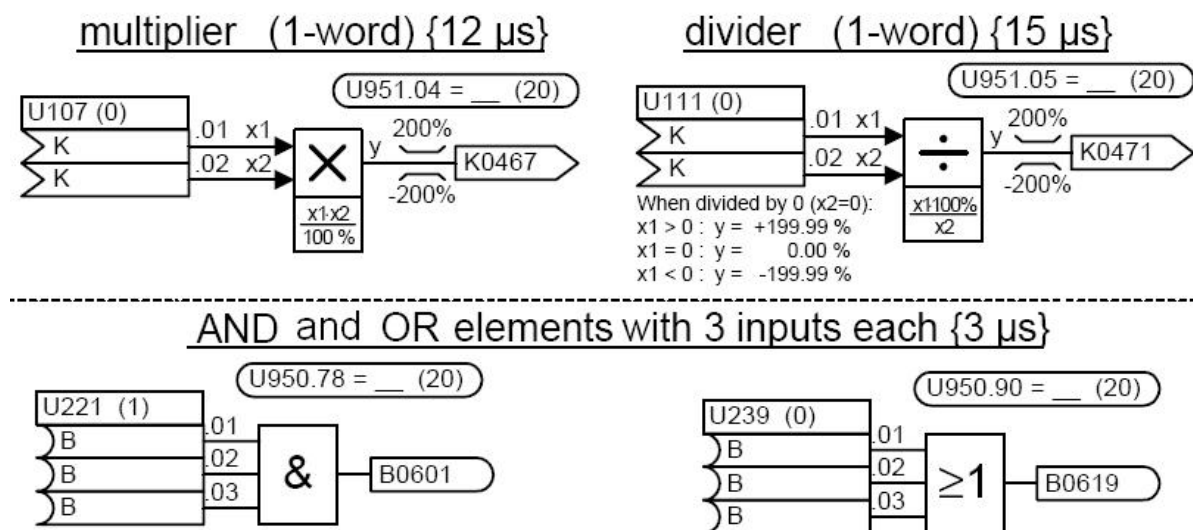 multiplier (1-word) {12 µs}
U951.04 = __ (20)
U107 (0)
K
K
.01 x1
.02 x2
×
x1·x2
100 %
y
200%
-200%
K0467
divider (1-word) {15 µs}
U951.05 = __ (20)
U111 (0)
K
K
.01 x1
.02 x2
÷
x1·100%
x2
y
200%
-200%
K0471
When divided by 0 (x2=0):
x1 > 0 : y = +199.99 %
x1 = 0 : y = 0.00 %
x1 < 0 : y = -199.99 %
AND and OR elements with 3 inputs each {3 µs}
U950.78 = __ (20)
U221 (1)
B
B
B
.01
.02
.03
&
B0601
U950.90 = __ (20)
U239 (0)
B
B
B
.01
.02
.03
≥1
B0619